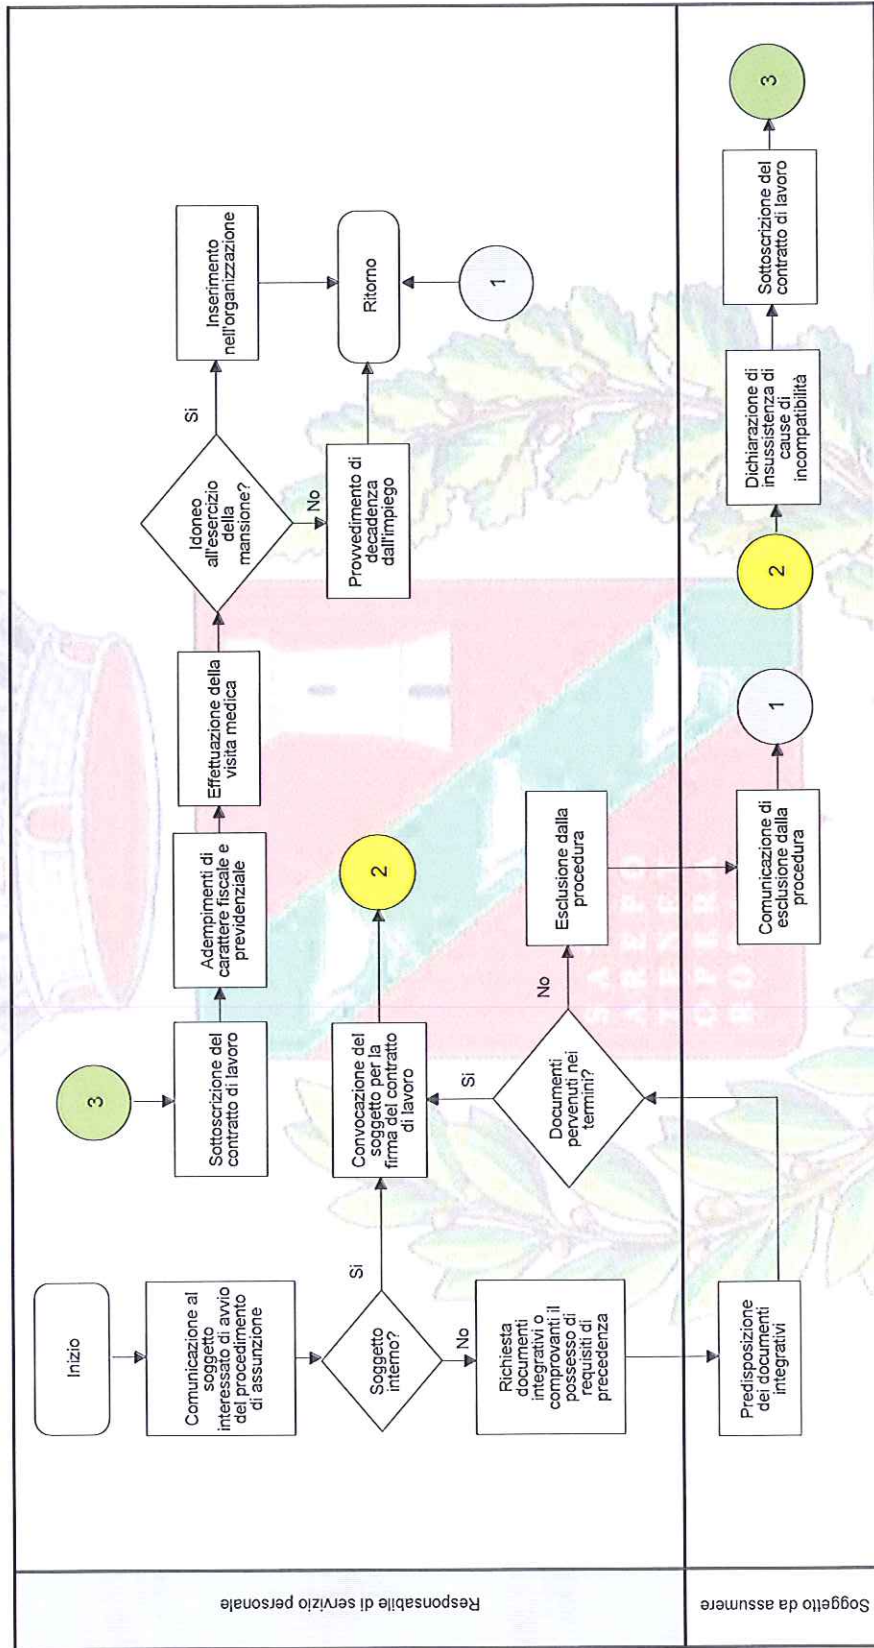 Responsabile di servizio personale
Inizio
Comunicazione al
soggetto
interessato di avvio
del procedimento
di assunzione
Soggetto
interno?
Si
No
Richiesta
documenti
integrativi o
comprovanti il
possesso di
requisiti di
precedenza
3
Sottoscrizione del
contratto di lavoro
Adempimenti di
carattere fiscale e
previdenziale
Effettuazione della
visita medica
Idoneo
all'esercizio
della
mansione?
Si
No
Inserimento
nell'organizzazione
Provvedimento di
decadenza
dall'impiego
Ritorno
1
Convocazione del
soggetto per la
firma del contratto
di lavoro
2
Si
Documenti
pervenuti nei
termini?
No
Esclusione dalla
procedura
AREPO
TENE
OPER
Soggetto da assumere
Predisposizione
dei documenti
integrativi
Comunicazione di
esclusione dalla
procedura
1
2
Dichiarazione di
insussistenza di
cause di
incompatibilità
Sottoscrizione del
contratto di lavoro
3